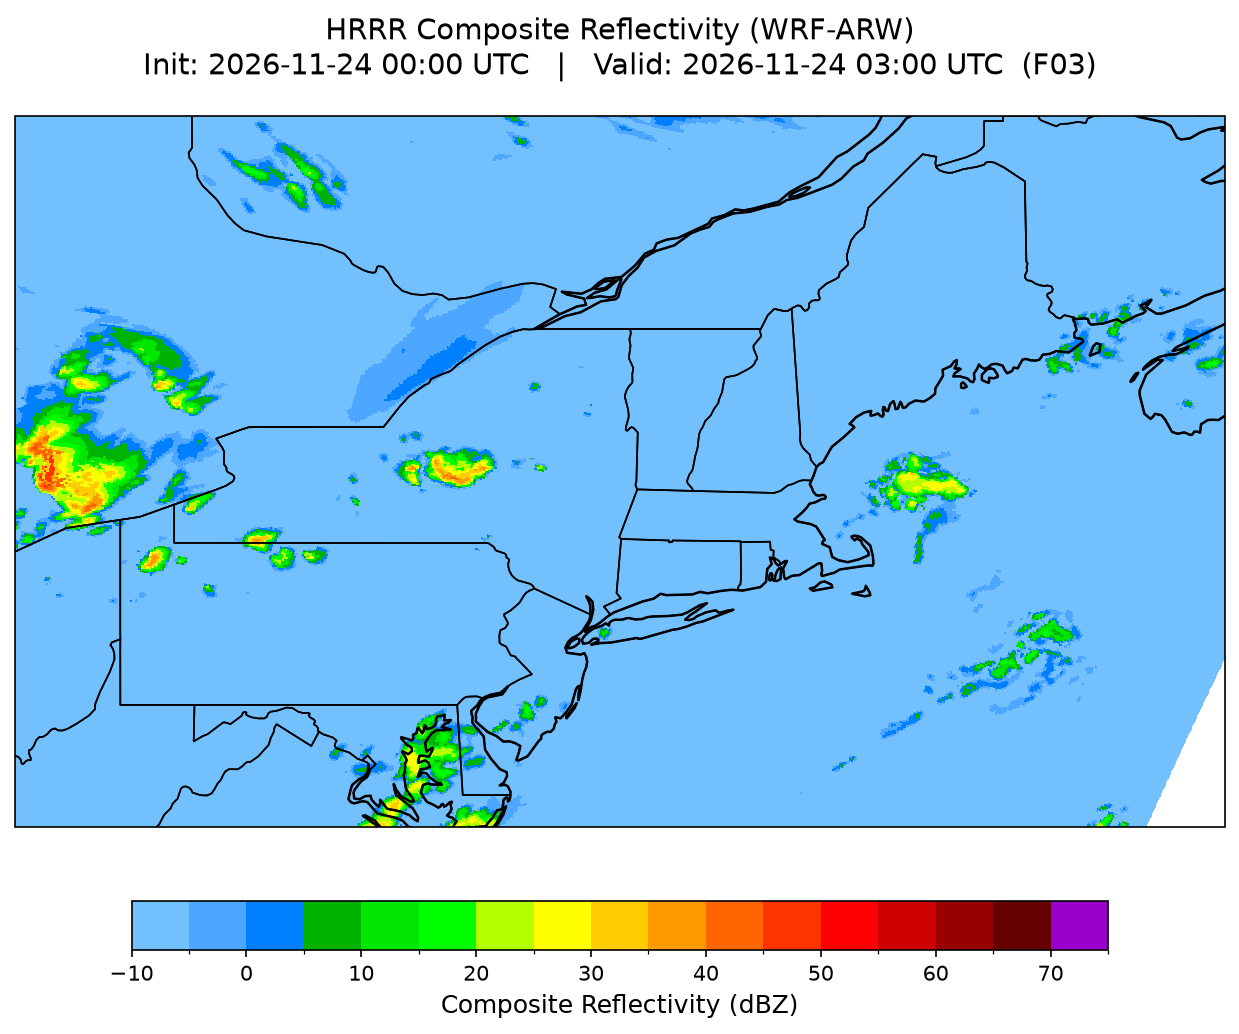 HRRR Composite Reflectivity (WRF-ARW)
Init: 2026-11-24 00:00 UTC   |   Valid: 2026-11-24 03:00 UTC  (F03)
−10 0 10 20 30 40 50 60 70
Composite Reflectivity (dBZ)